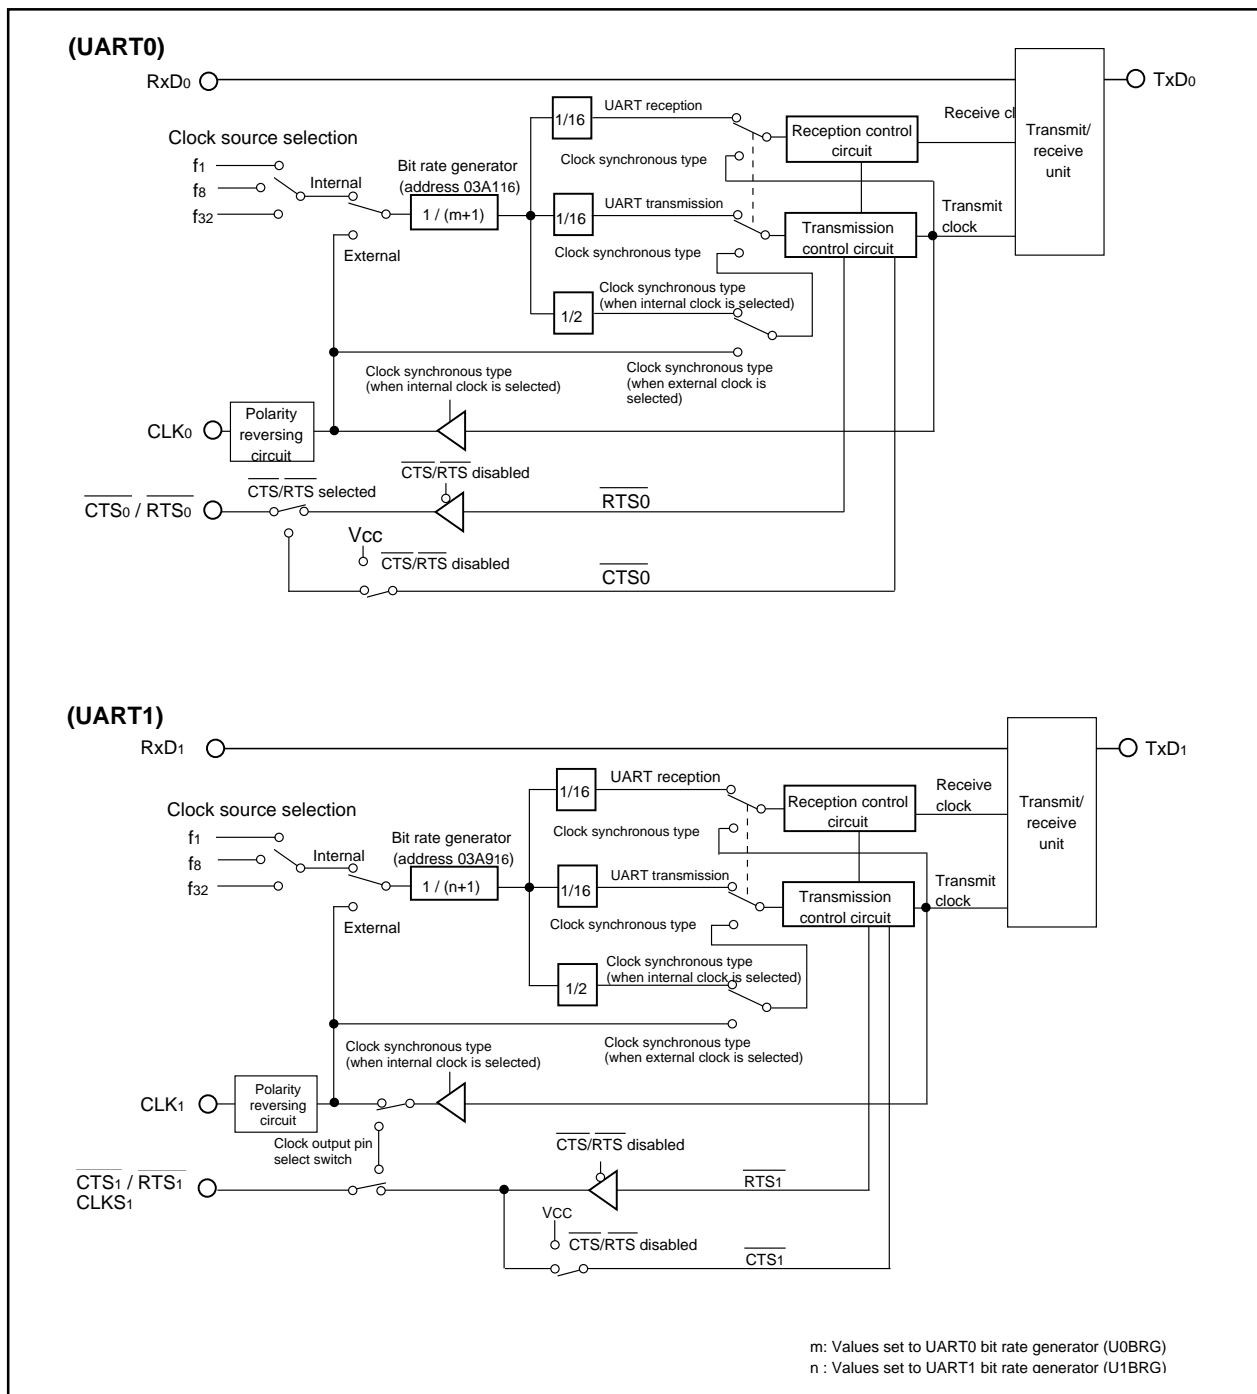 (UART0)
RxD0
TxD0
UART reception
1/16
Receive cl
Reception control
circuit
Transmit/
receive
unit
Clock source selection
Clock synchronous type
f1
f8
f32
Internal
Bit rate generator
(address 03A116)
1 / (m+1)
1/16
UART transmission
Transmission
control circuit
Transmit
clock
External
Clock synchronous type
Clock synchronous type
(when internal clock is selected)
1/2
Clock synchronous type
(when internal clock is selected)
Clock synchronous type
(when external clock is
selected)
CLK0
Polarity
reversing
circuit
CTS/RTS disabled
CTS/RTS selected
CTS0 / RTS0
RTS0
Vcc
CTS/RTS disabled
CTS0
(UART1)
RxD1
TxD1
UART reception
1/16
Receive
clock
Reception control
circuit
Transmit/
receive
unit
Clock source selection
Clock synchronous type
f1
f8
f32
Internal
Bit rate generator
(address 03A916)
1 / (n+1)
1/16
UART transmission
Transmission
control circuit
Transmit
clock
External
Clock synchronous type
Clock synchronous type
(when internal clock is selected)
1/2
Clock synchronous type
(when internal clock is selected)
Clock synchronous type
(when external clock is selected)
CLK1
Polarity
reversing
circuit
Clock output pin
select switch
CTS/RTS disabled
CTS1 / RTS1
CLKS1
RTS1
VCC
CTS/RTS disabled
CTS1
m: Values set to UART0 bit rate generator (U0BRG)
n : Values set to UART1 bit rate generator (U1BRG)